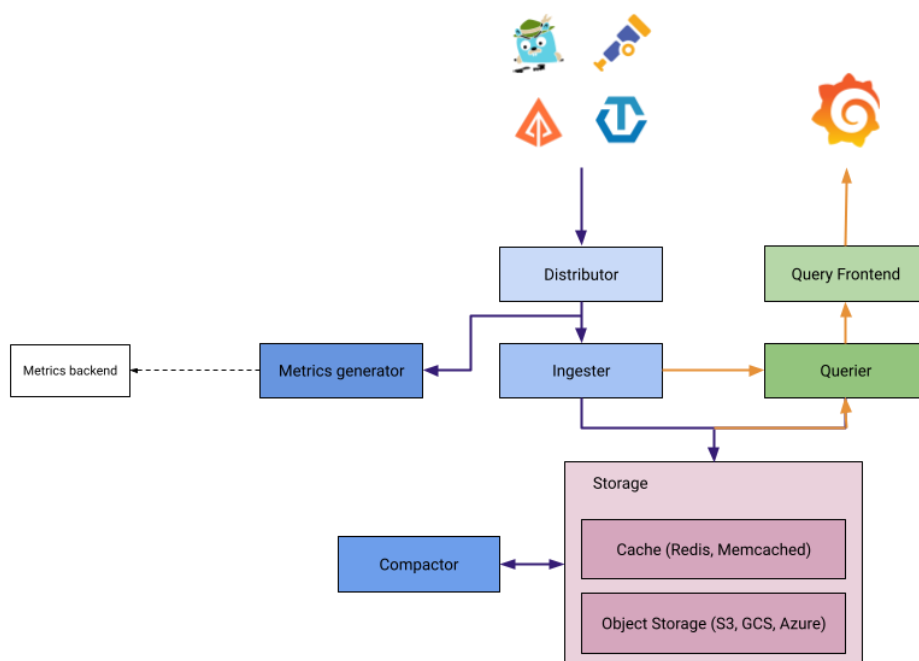 Distributor
Query Frontend
Metrics backend
Metrics generator
Ingester
Querier
Storage
Cache (Redis, Memcached)
Compactor
Object Storage (S3, GCS, Azure)